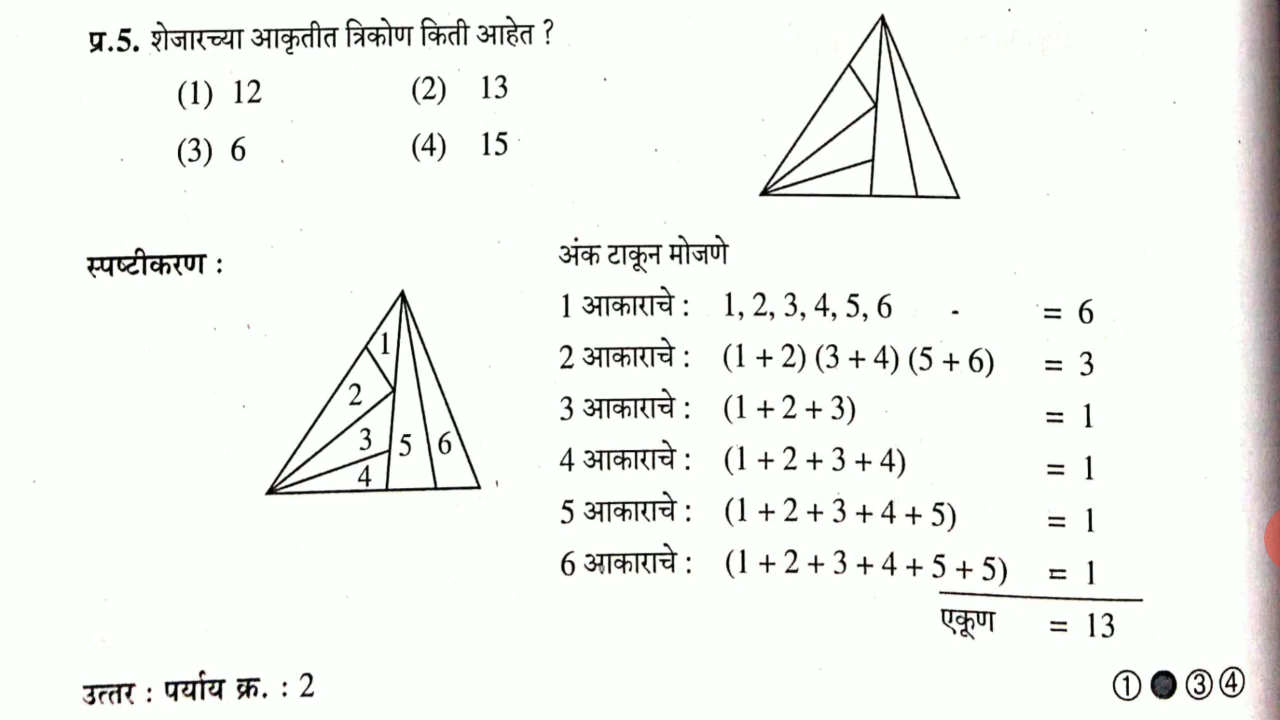 प्र.5. शेजारच्या आकृतीत त्रिकोण किती आहेत ?
(1) 12 (2) 13
(3) 6 (4) 15
स्पष्टीकरण :
अंक टाकून मोजणे
1 आकाराचे : 1, 2, 3, 4, 5, 6 = 6
2 आकाराचे : (1 + 2) (3 + 4) (5 + 6) = 3
3 आकाराचे : (1 + 2 + 3) = 1
4 आकाराचे : (1 + 2 + 3 + 4) = 1
5 आकाराचे : (1 + 2 + 3 + 4 + 5) = 1
6 आकाराचे : (1 + 2 + 3 + 4 + 5 + 5) = 1
एकूण = 13
1
2
3 5 6
4
उत्तर : पर्याय क्र. : 2 ① ● ③ ④